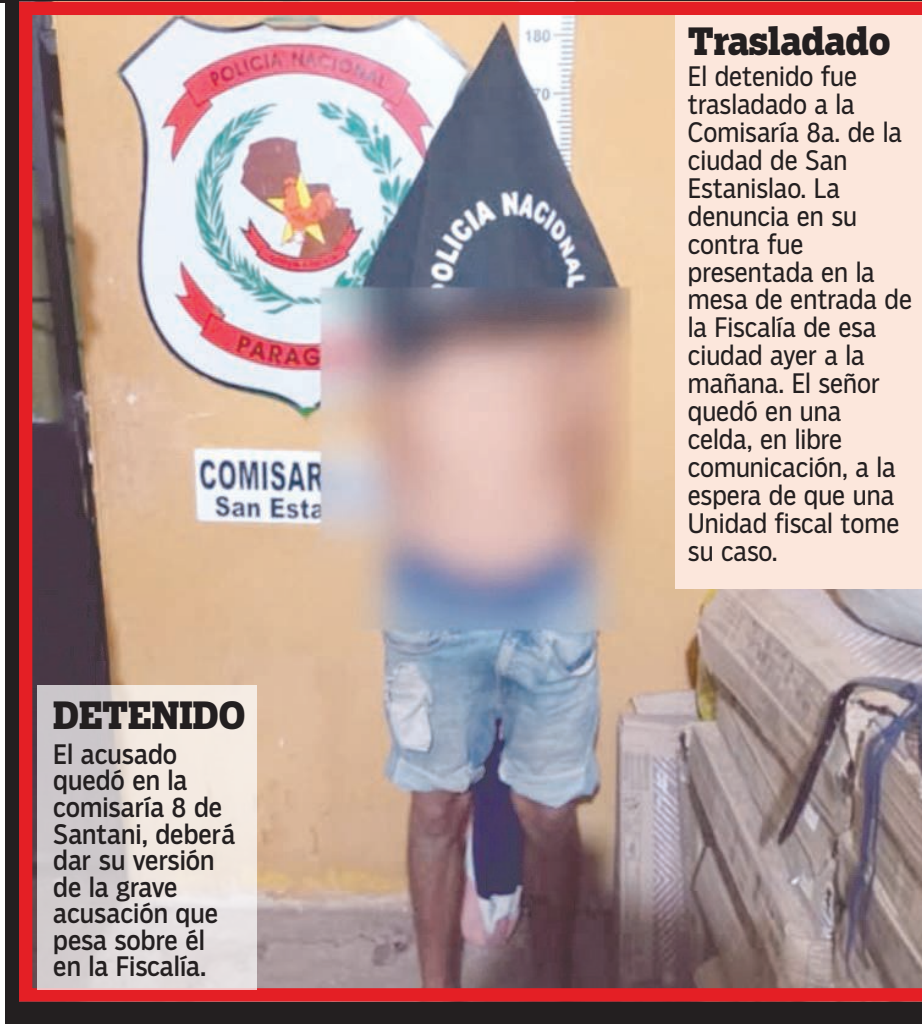 180
70
POLICIA NACIONAL
PARAG
POLICIA NACIONAL
COMISAR
San Esta
Trasladado
El detenido fue
trasladado a la
Comisaría 8a. de la
ciudad de San
Estanislao. La
denuncia en su
contra fue
presentada en la
mesa de entrada de
la Fiscalía de esa
ciudad ayer a la
mañana. El señor
quedó en una
celda, en libre
comunicación, a la
espera de que una
Unidad fiscal tome
su caso.
DETENIDO
El acusado
quedó en la
comisaría 8 de
Santani, deberá
dar su versión
de la grave
acusación que
pesa sobre él
en la Fiscalía.